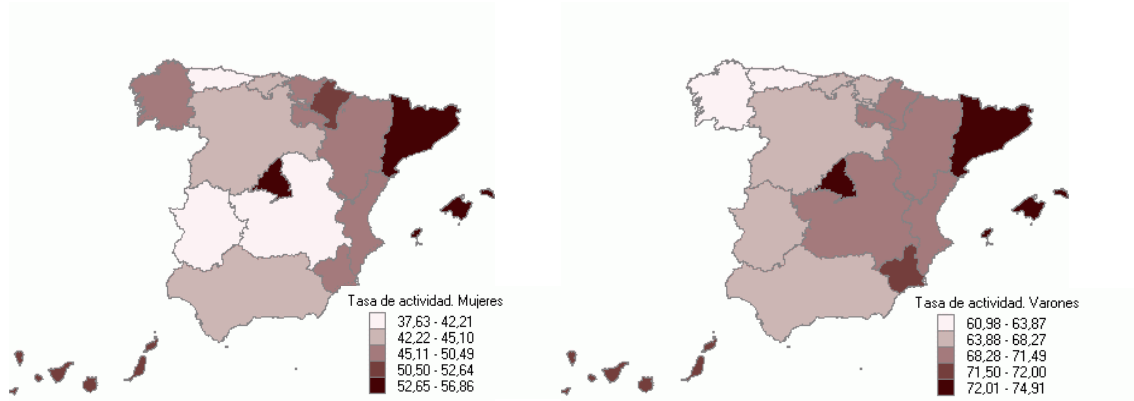 Tasa de actividad. Mujeres
37,63 - 42,21
42,22 - 45,10
45,11 - 50,49
50,50 - 52,64
52,65 - 56,86
Tasa de actividad. Varones
60,98 - 63,87
63,88 - 68,27
68,28 - 71,49
71,50 - 72,00
72,01 - 74,91